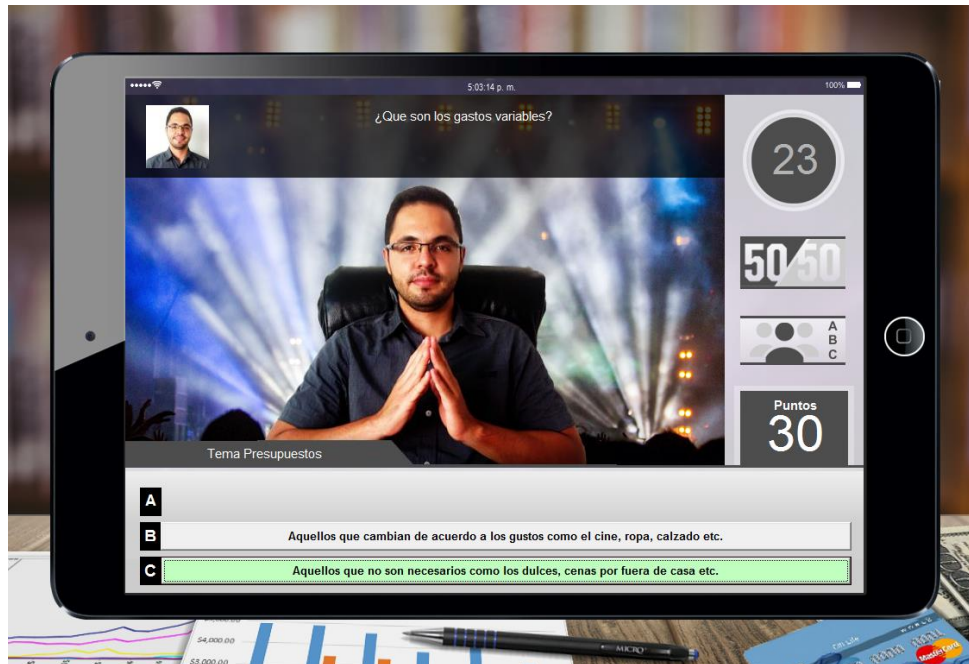 5:03:14 p. m.
100%
¿Que son los gastos variables?
23
50/50
A
B
C
Puntos
30
Tema Presupuestos
A
B
Aquellos que cambian de acuerdo a los gustos como el cine, ropa, calzado etc.
C
Aquellos que no son necesarios como los dulces, cenas por fuera de casa etc.
$4,000.00
$3,000.00
MICRO
MasterCard